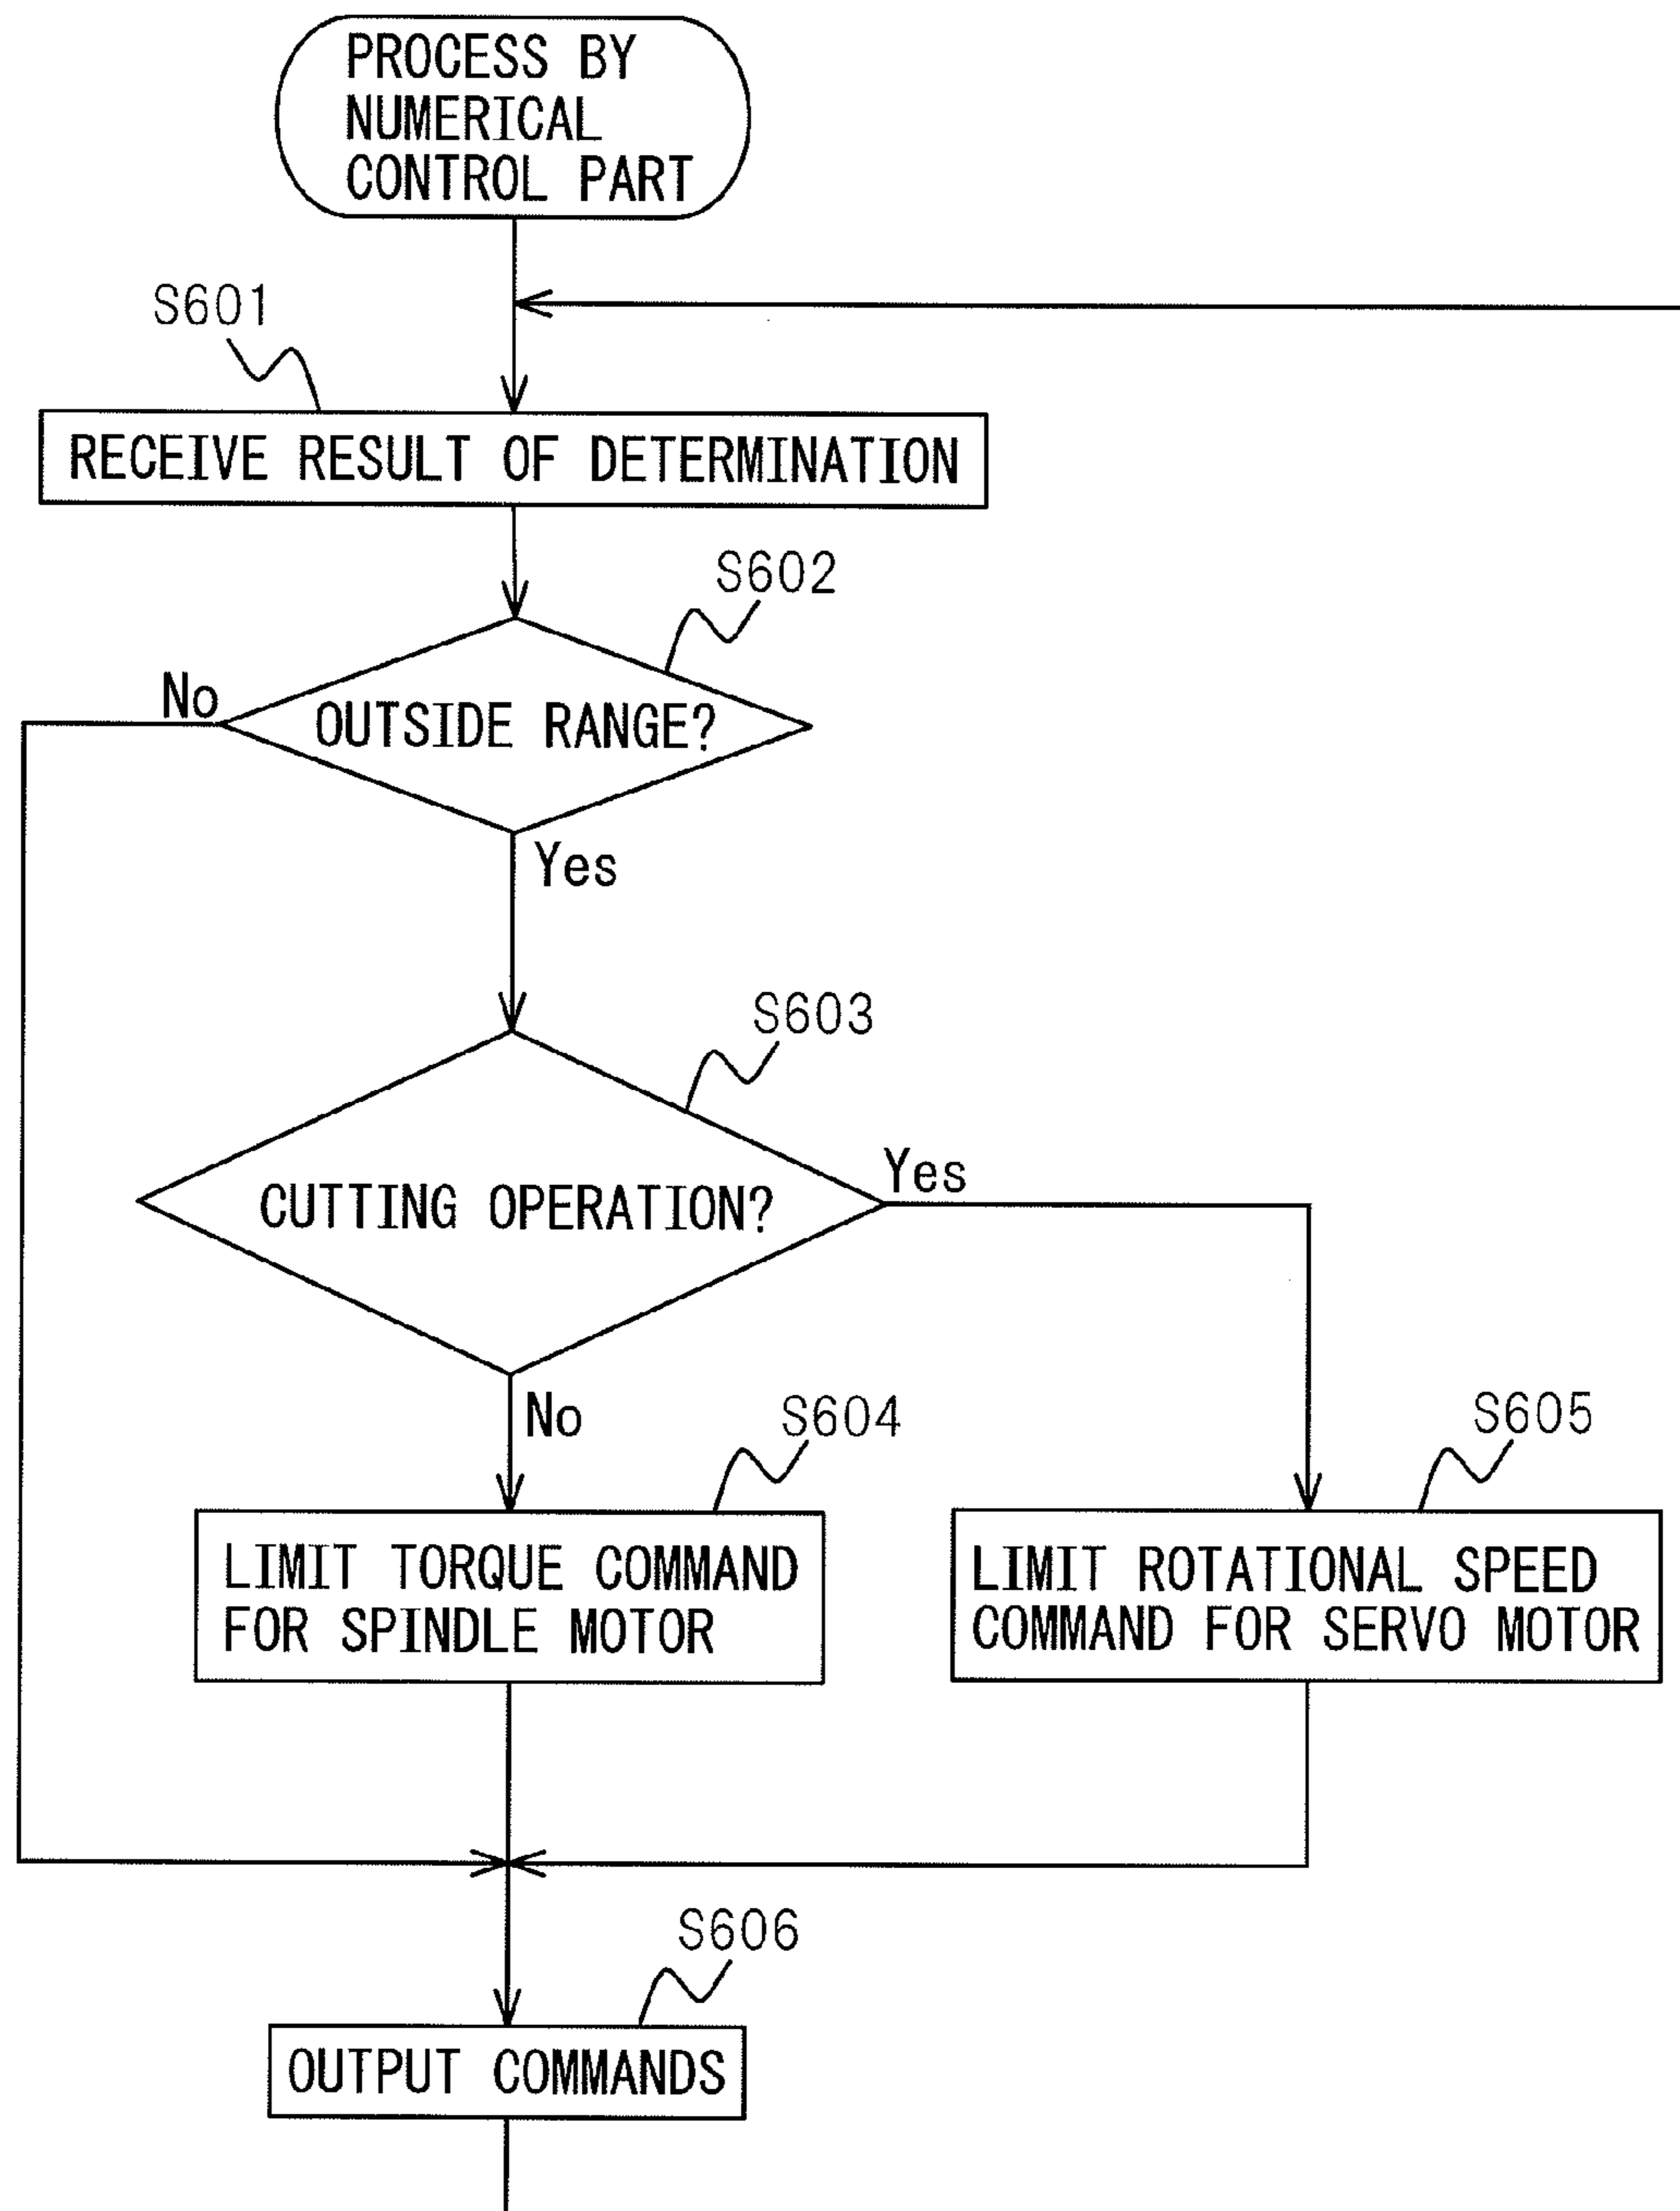 PROCESS BY
NUMERICAL
CONTROL PART
S601
RECEIVE RESULT OF DETERMINATION
S602
No
OUTSIDE RANGE?
Yes
S603
CUTTING OPERATION?
Yes
No
S604
S605
LIMIT TORQUE COMMAND
FOR SPINDLE MOTOR
LIMIT ROTATIONAL SPEED
COMMAND FOR SERVO MOTOR
S606
OUTPUT COMMANDS